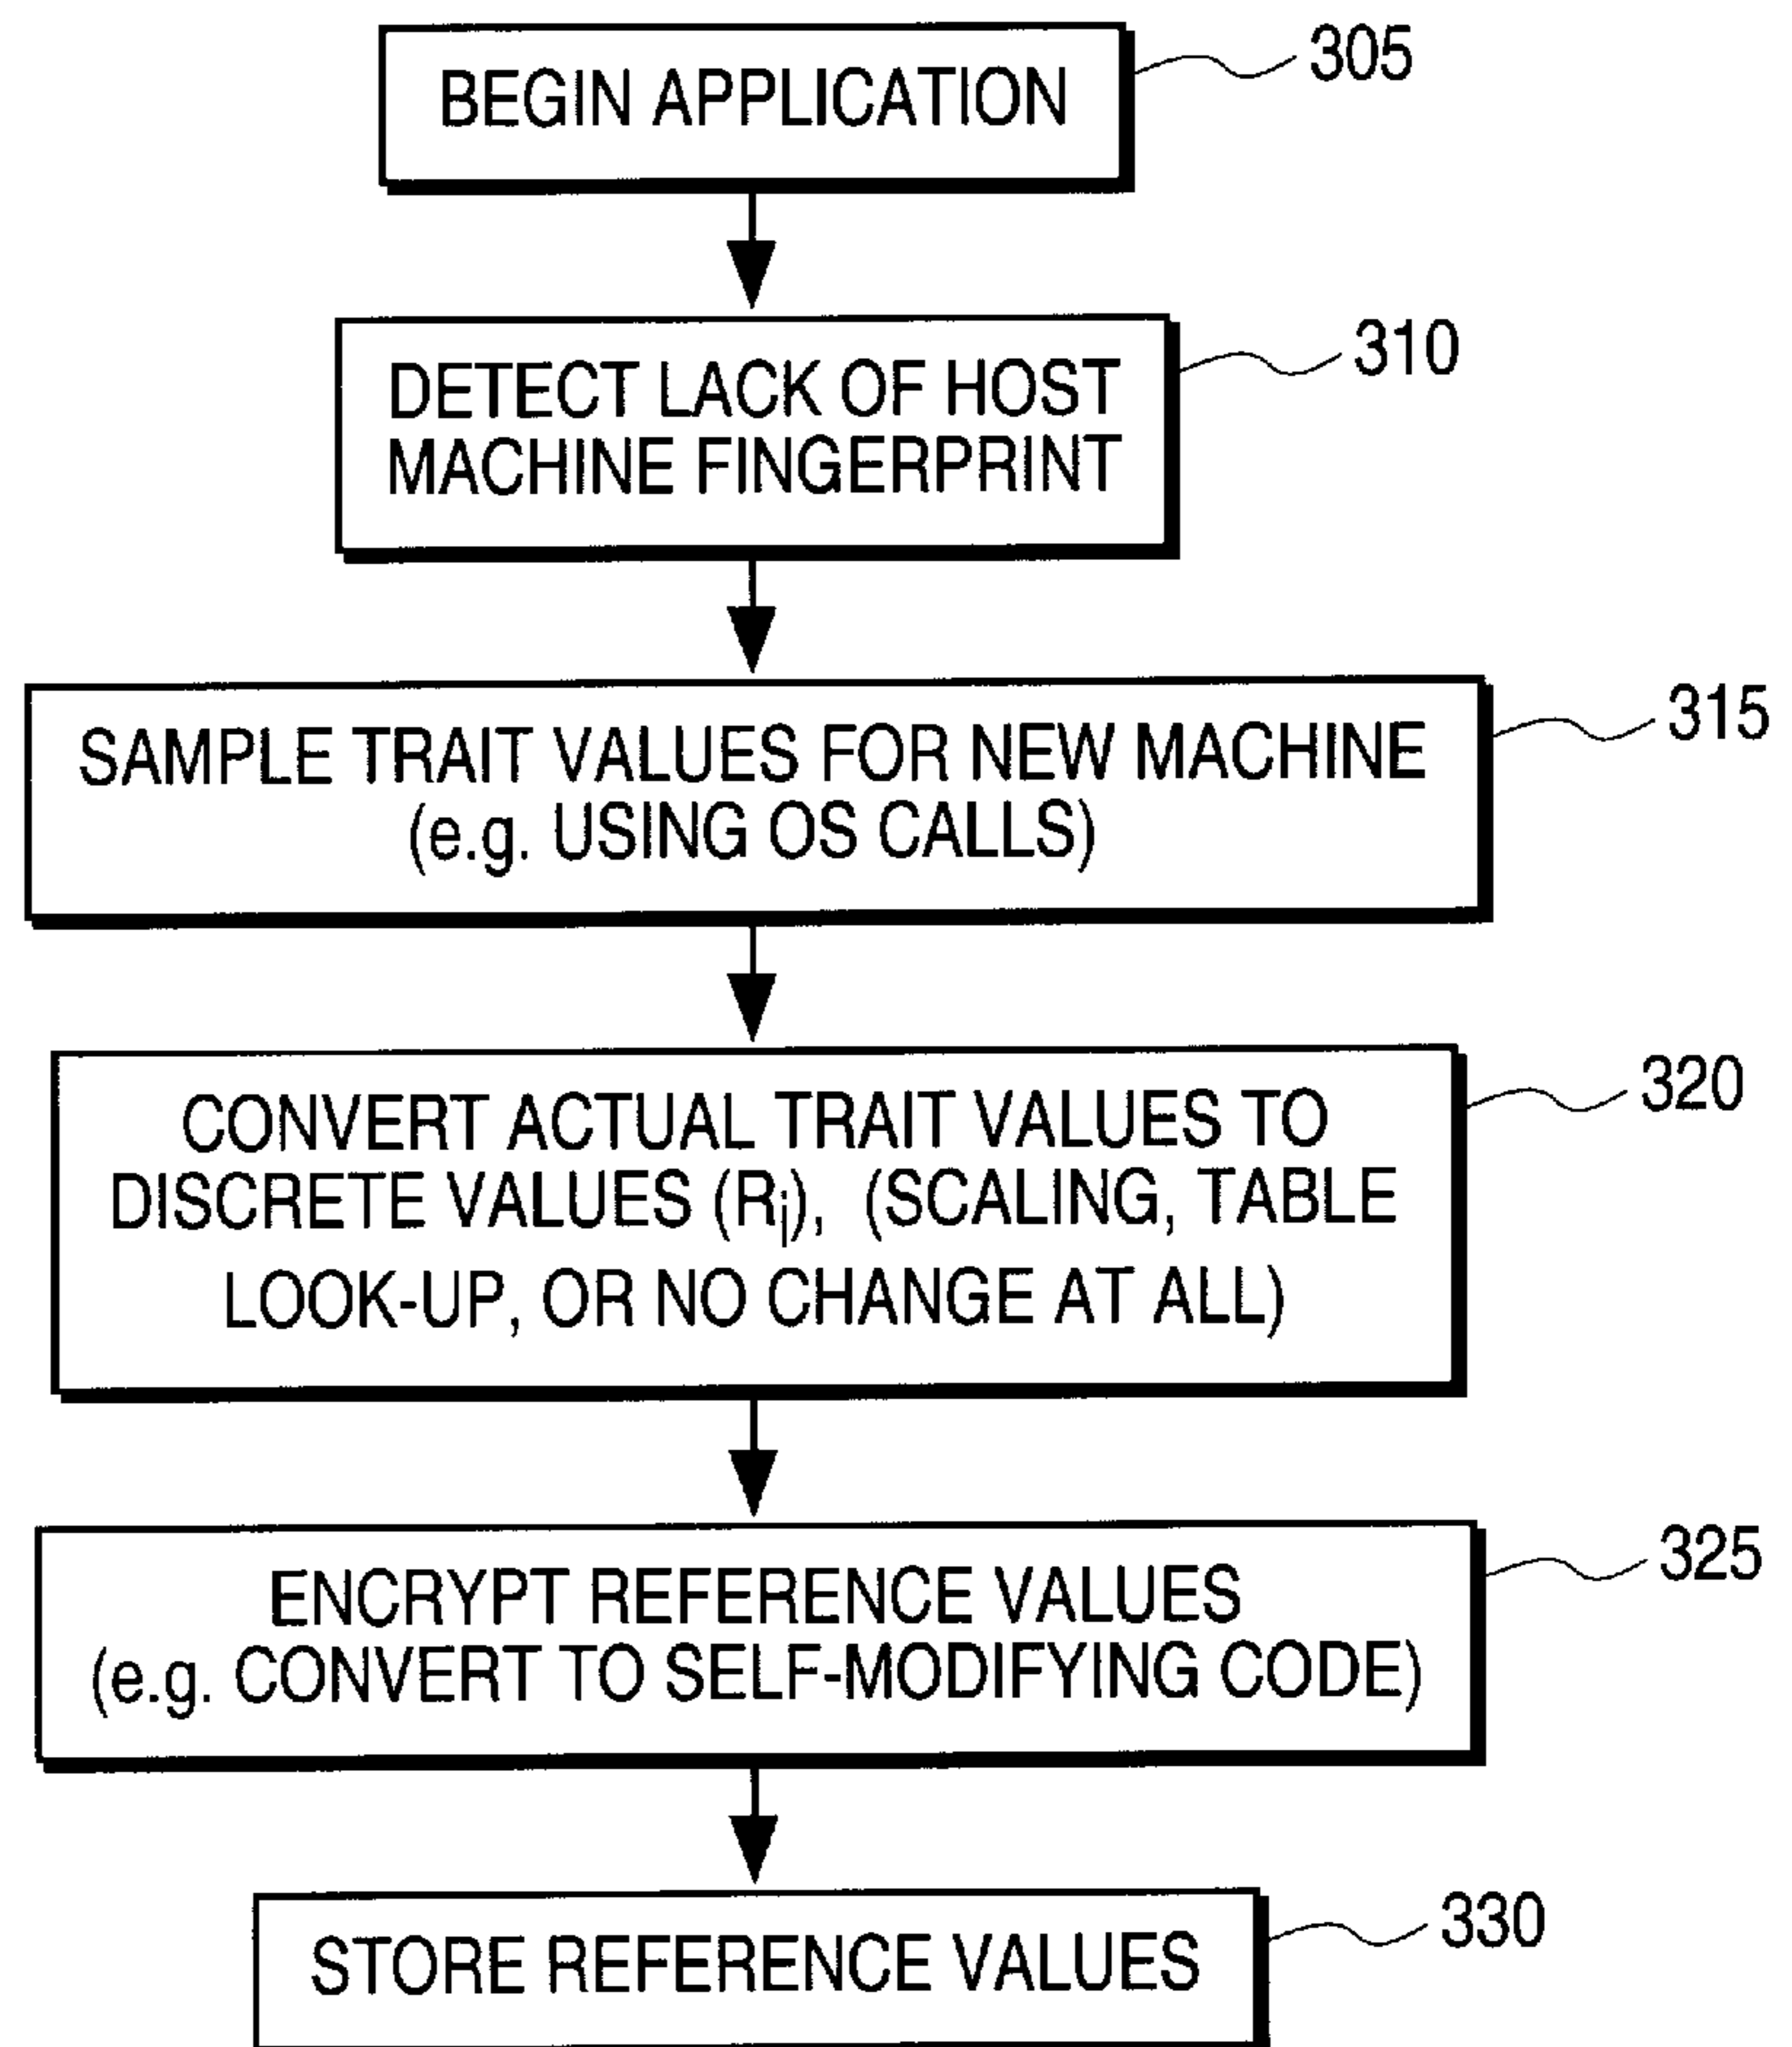 BEGIN APPLICATION
305
DETECT LACK OF HOST
MACHINE FINGERPRINT
310
SAMPLE TRAIT VALUES FOR NEW MACHINE
(e.g. USING OS CALLS)
315
CONVERT ACTUAL TRAIT VALUES TO
DISCRETE VALUES (Rj), (SCALING, TABLE
LOOK-UP, OR NO CHANGE AT ALL)
320
ENCRYPT REFERENCE VALUES
(e.g. CONVERT TO SELF-MODIFYING CODE)
325
STORE REFERENCE VALUES
330